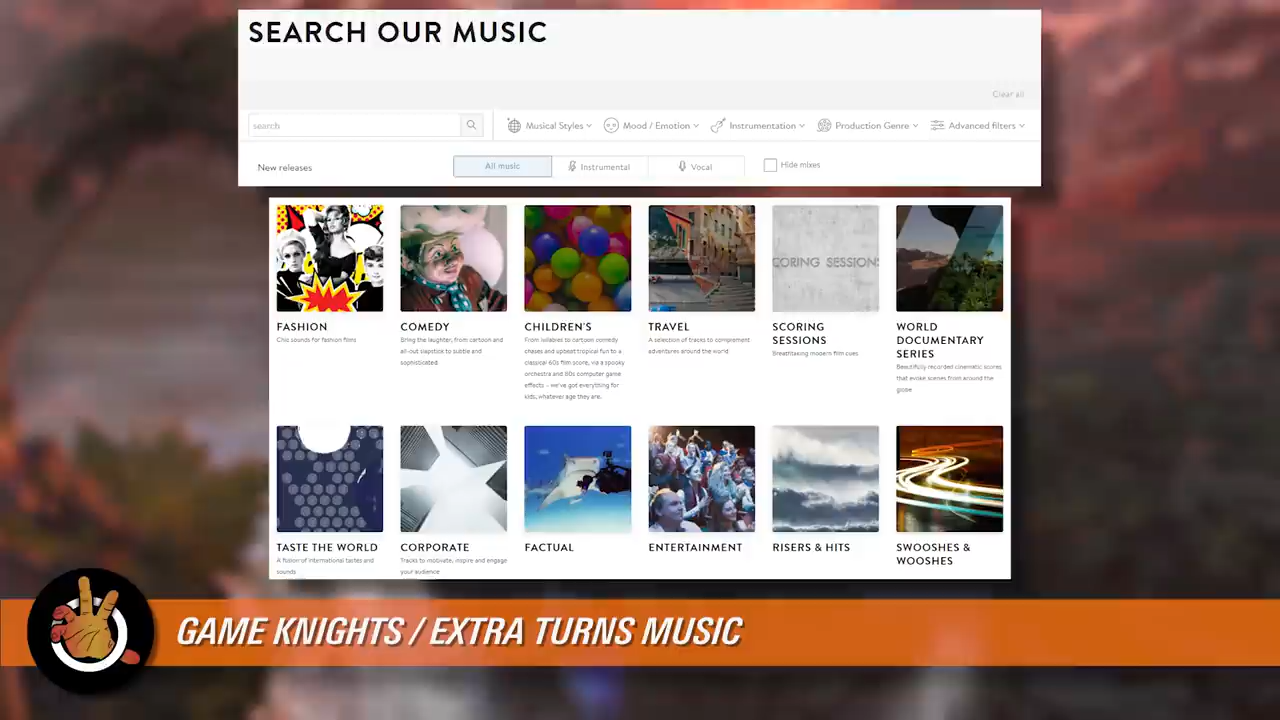 SEARCH OUR MUSIC
Clear all
search
Musical Styles
Mood / Emotion
Instrumentation
Production Genre
Advanced filters
New releases
All music
Instrumental
Vocal
Hide mixes
CORING SESSIONS
FASHION
Chic sounds for fashion films
COMEDY
Bring the laughter, from cartoon and
all-out slapstick to subtle and
sophisticated
CHILDREN'S
From lullabies to cartoon comedy
chases and upbeat tropical fun to a
classical 60s film score, via a spooky
orchestra and 80s computer game
effects - we've got everything for
kids, whatever age they are.
TRAVEL
A selection of tracks to complement
adventures around the world
SCORING
SESSIONS
Breathtaking modern film cues
WORLD
DOCUMENTARY
SERIES
Beautifully recorded cinematic scores
that evoke scenes from around the
globe
TASTE THE WORLD
A fusion of international tastes and
sounds
CORPORATE
Tracks to motivate, inspire and engage
your audience
FACTUAL
ENTERTAINMENT
RISERS & HITS
SWOOSHES &
WOOSHES
GAME KNIGHTS / EXTRA TURNS MUSIC